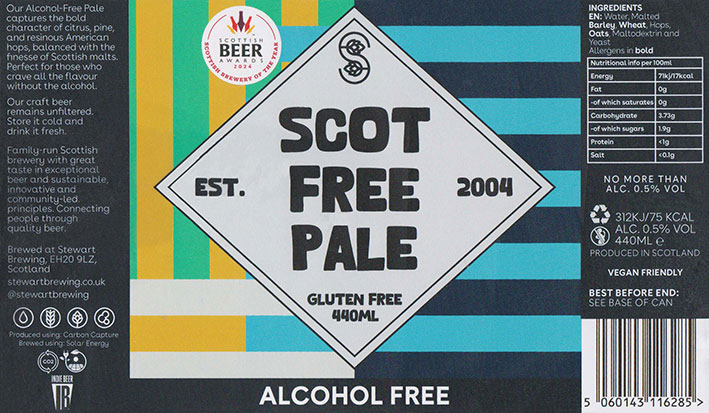 Our Alcohol-Free Pale
captures the bold
character of citrus, pine,
and resinous American
hops, balanced with the
finesse of Scottish malts.
Perfect for those who
crave all the flavour
without the alcohol.
Our craft beer
remains unfiltered.
Store it cold and
drink it fresh.
Family-run Scottish
brewery with great
taste in exceptional
beer and sustainable,
innovative and
community-led
principles. Connecting
people through
quality beer.
Brewed at Stewart
Brewing, EH20 9LZ,
Scotland
stewartbrewing.co.uk
@stewartbrewing
Produced using: Carbon Capture
Brewed using: Solar Energy
CO2
INDIE BEER
IB
SCOTTISH
BEER
AWARDS
2024
SCOTTISH BREWERY OF THE YEAR
SCOT
FREE
PALE
EST. 2004
GLUTEN FREE
440ML
ALCOHOL FREE
INGREDIENTS
EN: Water, Malted
Barley, Wheat, Hops,
Oats, Maltodextrin and
Yeast
Allergens in bold
Nutritional info per 100ml
Energy 71kj/17kcal
Fat 0g
-of which saturates 0g
Carbohydrate 3.73g
-of which sugars 1.9g
Protein <1g
Salt <0.1g
NO MORE THAN
ALC. 0.5% VOL
312KJ/75 KCAL
ALC. 0.5% VOL
440ML e
PRODUCED IN SCOTLAND
VEGAN FRIENDLY
BEST BEFORE END:
SEE BASE OF CAN
5 060143 116285 >